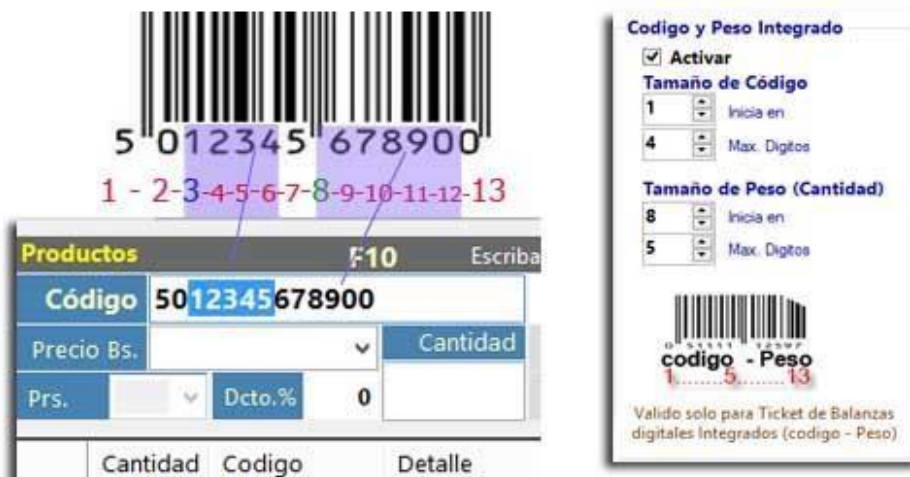 5 012345 678900
1 - 2-3-4-5-6-7-8-9-10-11-12-13
Productos F10 Escriba
Código 5012345678900
Precio Bs. Cantidad
Prs. Dcto.% 0
Cantidad Codigo Detalle
Codigo y Peso Integrado
Activar
Tamaño de Código
1 Inicia en
4 Max. Digitos
Tamaño de Peso (Cantidad)
8 Inicia en
5 Max. Digitos
0 51111 12597
codigo - Peso
1........5........13
Valido solo para Ticket de Balanzas
digitales Integrados (codigo - Peso)